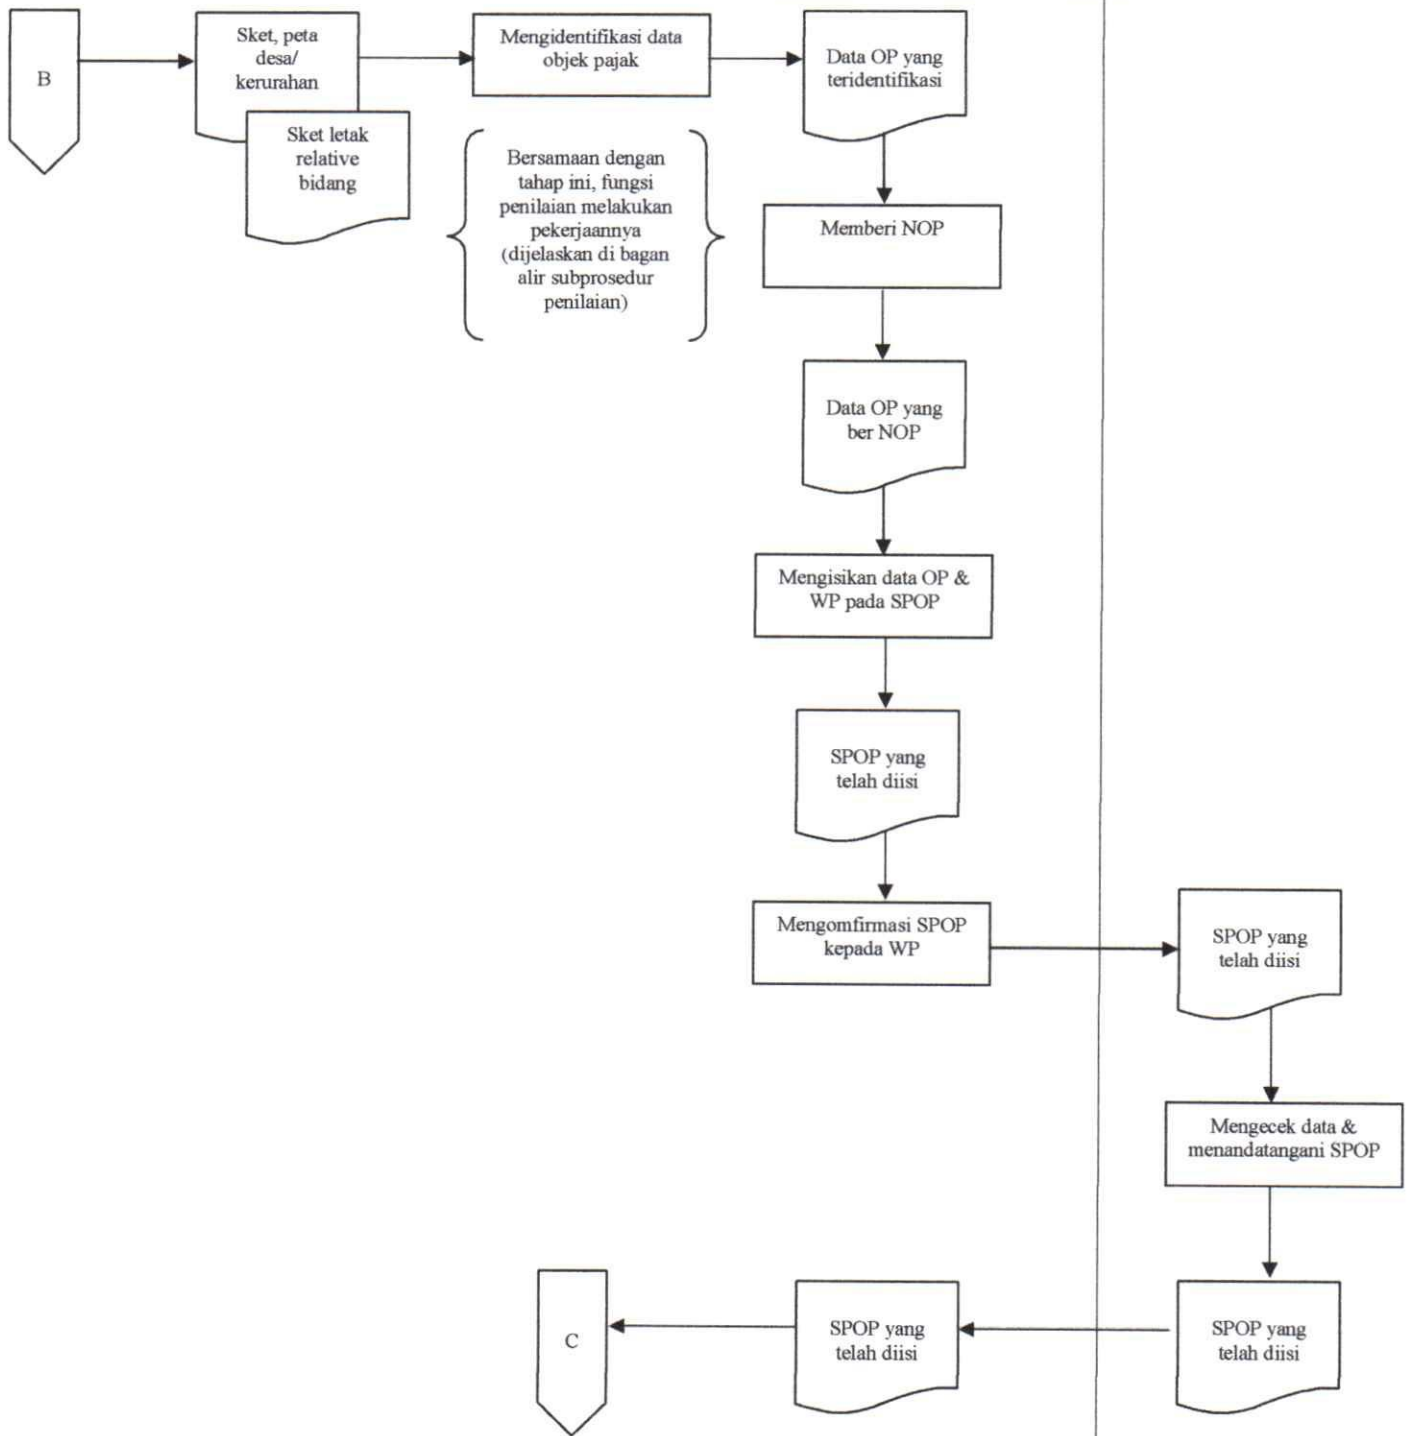 B
Sket, peta
desa/
kerurahan
Sket letak
relative
bidang
Mengidentifikasi data
objek pajak
Data OP yang
teridentifikasi
Bersamaan dengan
tahap ini, fungsi
penilaian melakukan
pekerjaannya
(dijelaskan di bagan
alir subprosedur
penilaian)
Memberi NOP
Data OP yang
ber NOP
Mengisikan data OP &
WP pada SPOP
SPOP yang
telah diisi
Mengomfirmasi SPOP
kepada WP
SPOP yang
telah diisi
Mengecek data &
menandatangani SPOP
SPOP yang
telah diisi
SPOP yang
telah diisi
C